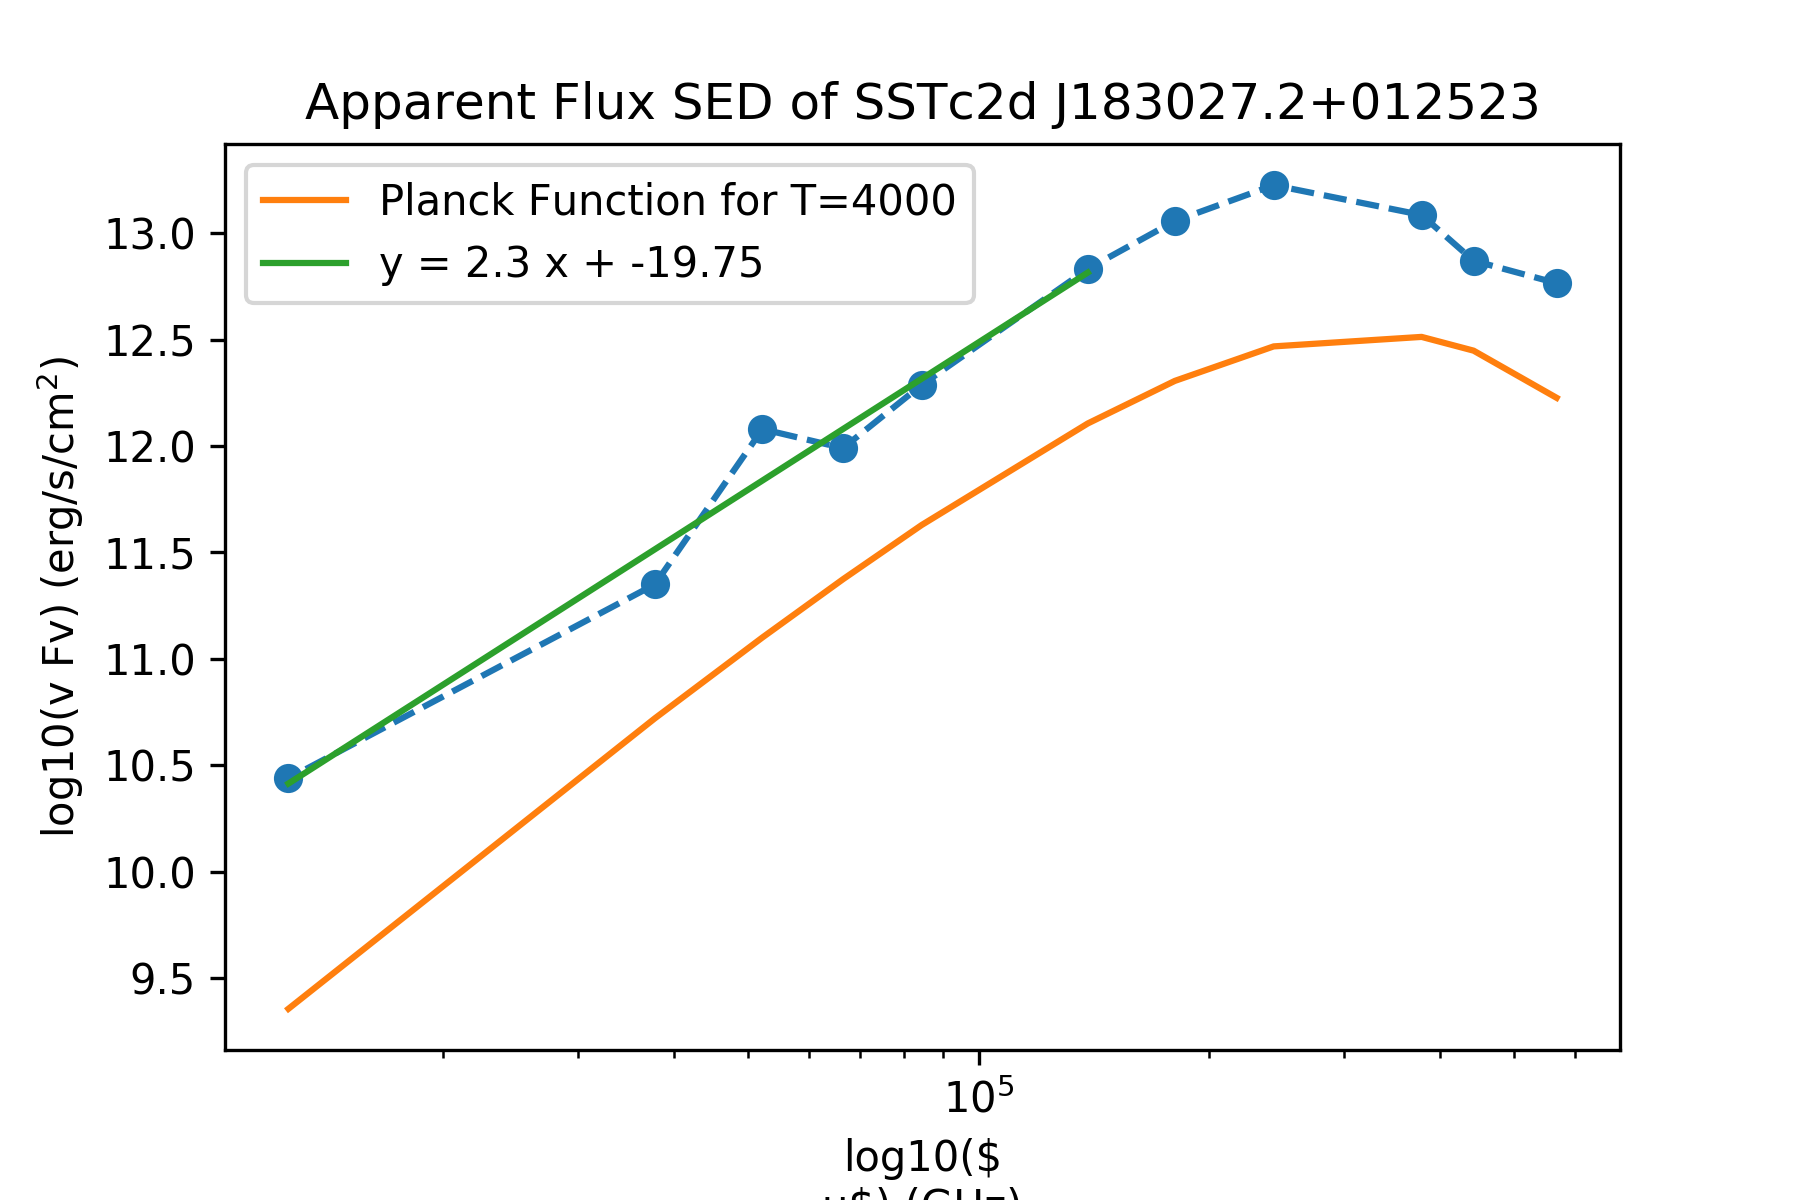 Apparent Flux SED of SSTc2d J183027.2+012523
Planck Function for T=4000
y = 2.3 x + -19.75
13.0
12.5
12.0
11.5
11.0
10.5
10.0
9.5
log10(v Fv) (erg/s/cm²)
10⁵
log10($
u$) (GHz)